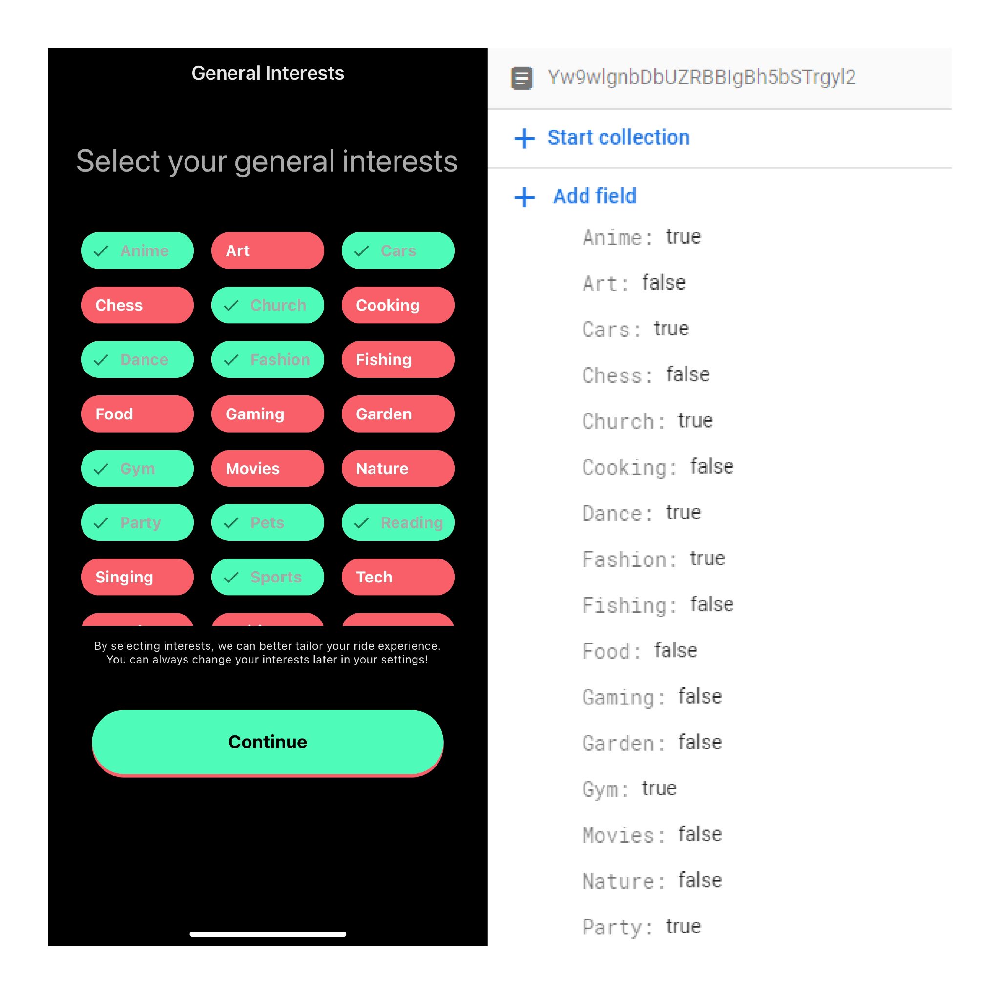 General Interests
Select your general interests
Anime Art Cars
Chess Church Cooking
Dance Fashion Fishing
Food Gaming Garden
Gym Movies Nature
Party Pets Reading
Singing Sports Tech
By selecting interests, we can better tailor your ride experience.
You can always change your interests later in your settings!
Continue
Yw9wlgnbDbUZRBBIgBh5bSTrgyl2
Start collection
Add field
Anime: true
Art: false
Cars: true
Chess: false
Church: true
Cooking: false
Dance: true
Fashion: true
Fishing: false
Food: false
Gaming: false
Garden: false
Gym: true
Movies: false
Nature: false
Party: true